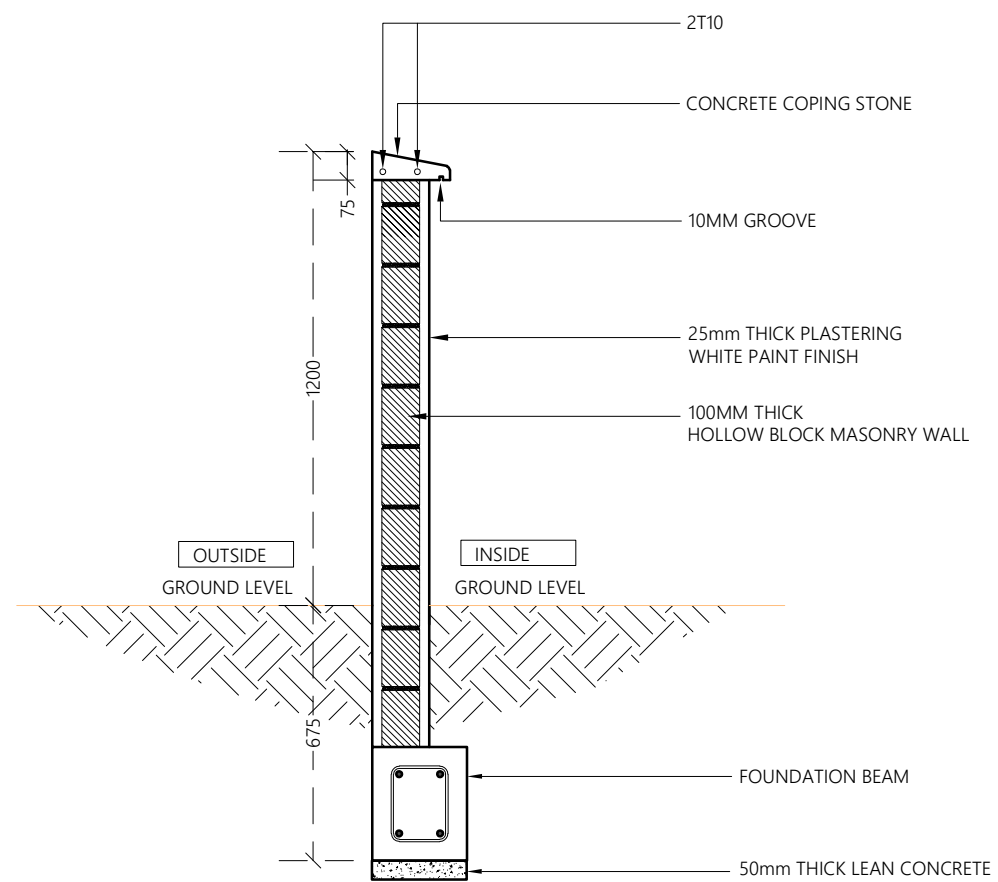 2T10
CONCRETE COPING STONE
75
10MM GROOVE
25mm THICK PLASTERING
WHITE PAINT FINISH
1200
100MM THICK
HOLLOW BLOCK MASONRY WALL
OUTSIDE
INSIDE
GROUND LEVEL
GROUND LEVEL
675
FOUNDATION BEAM
50mm THICK LEAN CONCRETE